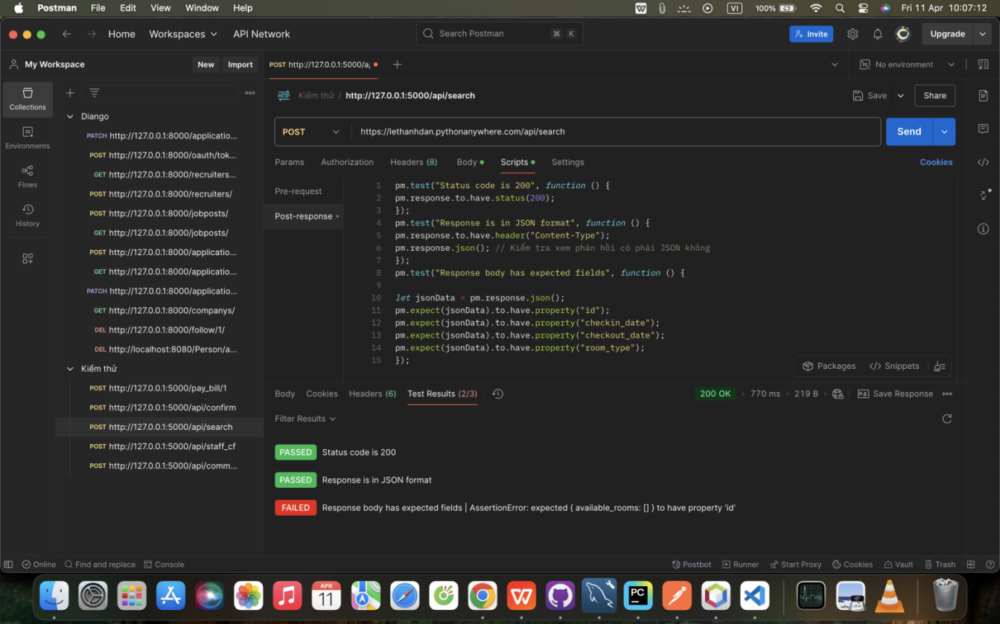 Postman File Edit View Window Help VI 100% Fri 11 Apr 10:07:12
Home Workspaces API Network Search Postman ⌘ K Invite Upgrade
My Workspace New Import POST http://127.0.0.1:5000/a No environment
Collections
Environments
Flows
History
Diango
PATCH http://127.0.0.1:8000/applicatio...
POST http://127.0.0.1:8000/oauth/tok...
GET http://127.0.0.1:8000/recruiters...
POST http://127.0.0.1:8000/recruiters/
POST http://127.0.0.1:8000/jobposts/
GET http://127.0.0.1:8000/jobposts/
POST http://127.0.0.1:8000/applicatio...
GET http://127.0.0.1:8000/applicatio...
PATCH http://127.0.0.1:8000/applicatio...
GET http://127.0.0.1:8000/companys/
DEL http://127.0.0.1:8000/follow/1/
DEL http://localhost:8080/Person/a...
Kiểm thử
POST http://127.0.0.1:5000/pay_bill/1
POST http://127.0.0.1:5000/api/confirm
POST http://127.0.0.1:5000/api/search
POST http://127.0.0.1:5000/api/staff_cf
POST http://127.0.0.1:5000/api/comm...
HTTP Kiểm thử / http://127.0.0.1:5000/api/search Save Share
POST https://lethanhdan.pythonanywhere.com/api/search Send
Params Authorization Headers (8) Body Scripts Settings Cookies
Pre-request
Post-response
1 pm.test("Status code is 200", function () {
2 pm.response.to.have.status(200);
3 });
4 pm.test("Response is in JSON format", function () {
5 pm.response.to.have.header("Content-Type");
6 pm.response.json(); // Kiểm tra xem phản hồi có phải JSON không
7 });
8 pm.test("Response body has expected fields", function () {
9
10 let jsonData = pm.response.json();
11 pm.expect(jsonData).to.have.property("id");
12 pm.expect(jsonData).to.have.property("checkin_date");
13 pm.expect(jsonData).to.have.property("checkout_date");
14 pm.expect(jsonData).to.have.property("room_type");
15 });
Packages Snippets
Body Cookies Headers (6) Test Results (2/3) 200 OK 770 ms 219 B Save Response
Filter Results
PASSED Status code is 200
PASSED Response is in JSON format
FAILED Response body has expected fields | AssertionError: expected { available_rooms: [] } to have property 'id'
Online Find and replace Console Postbot Runner Start Proxy Cookies Vault Trash
APR
11
PC